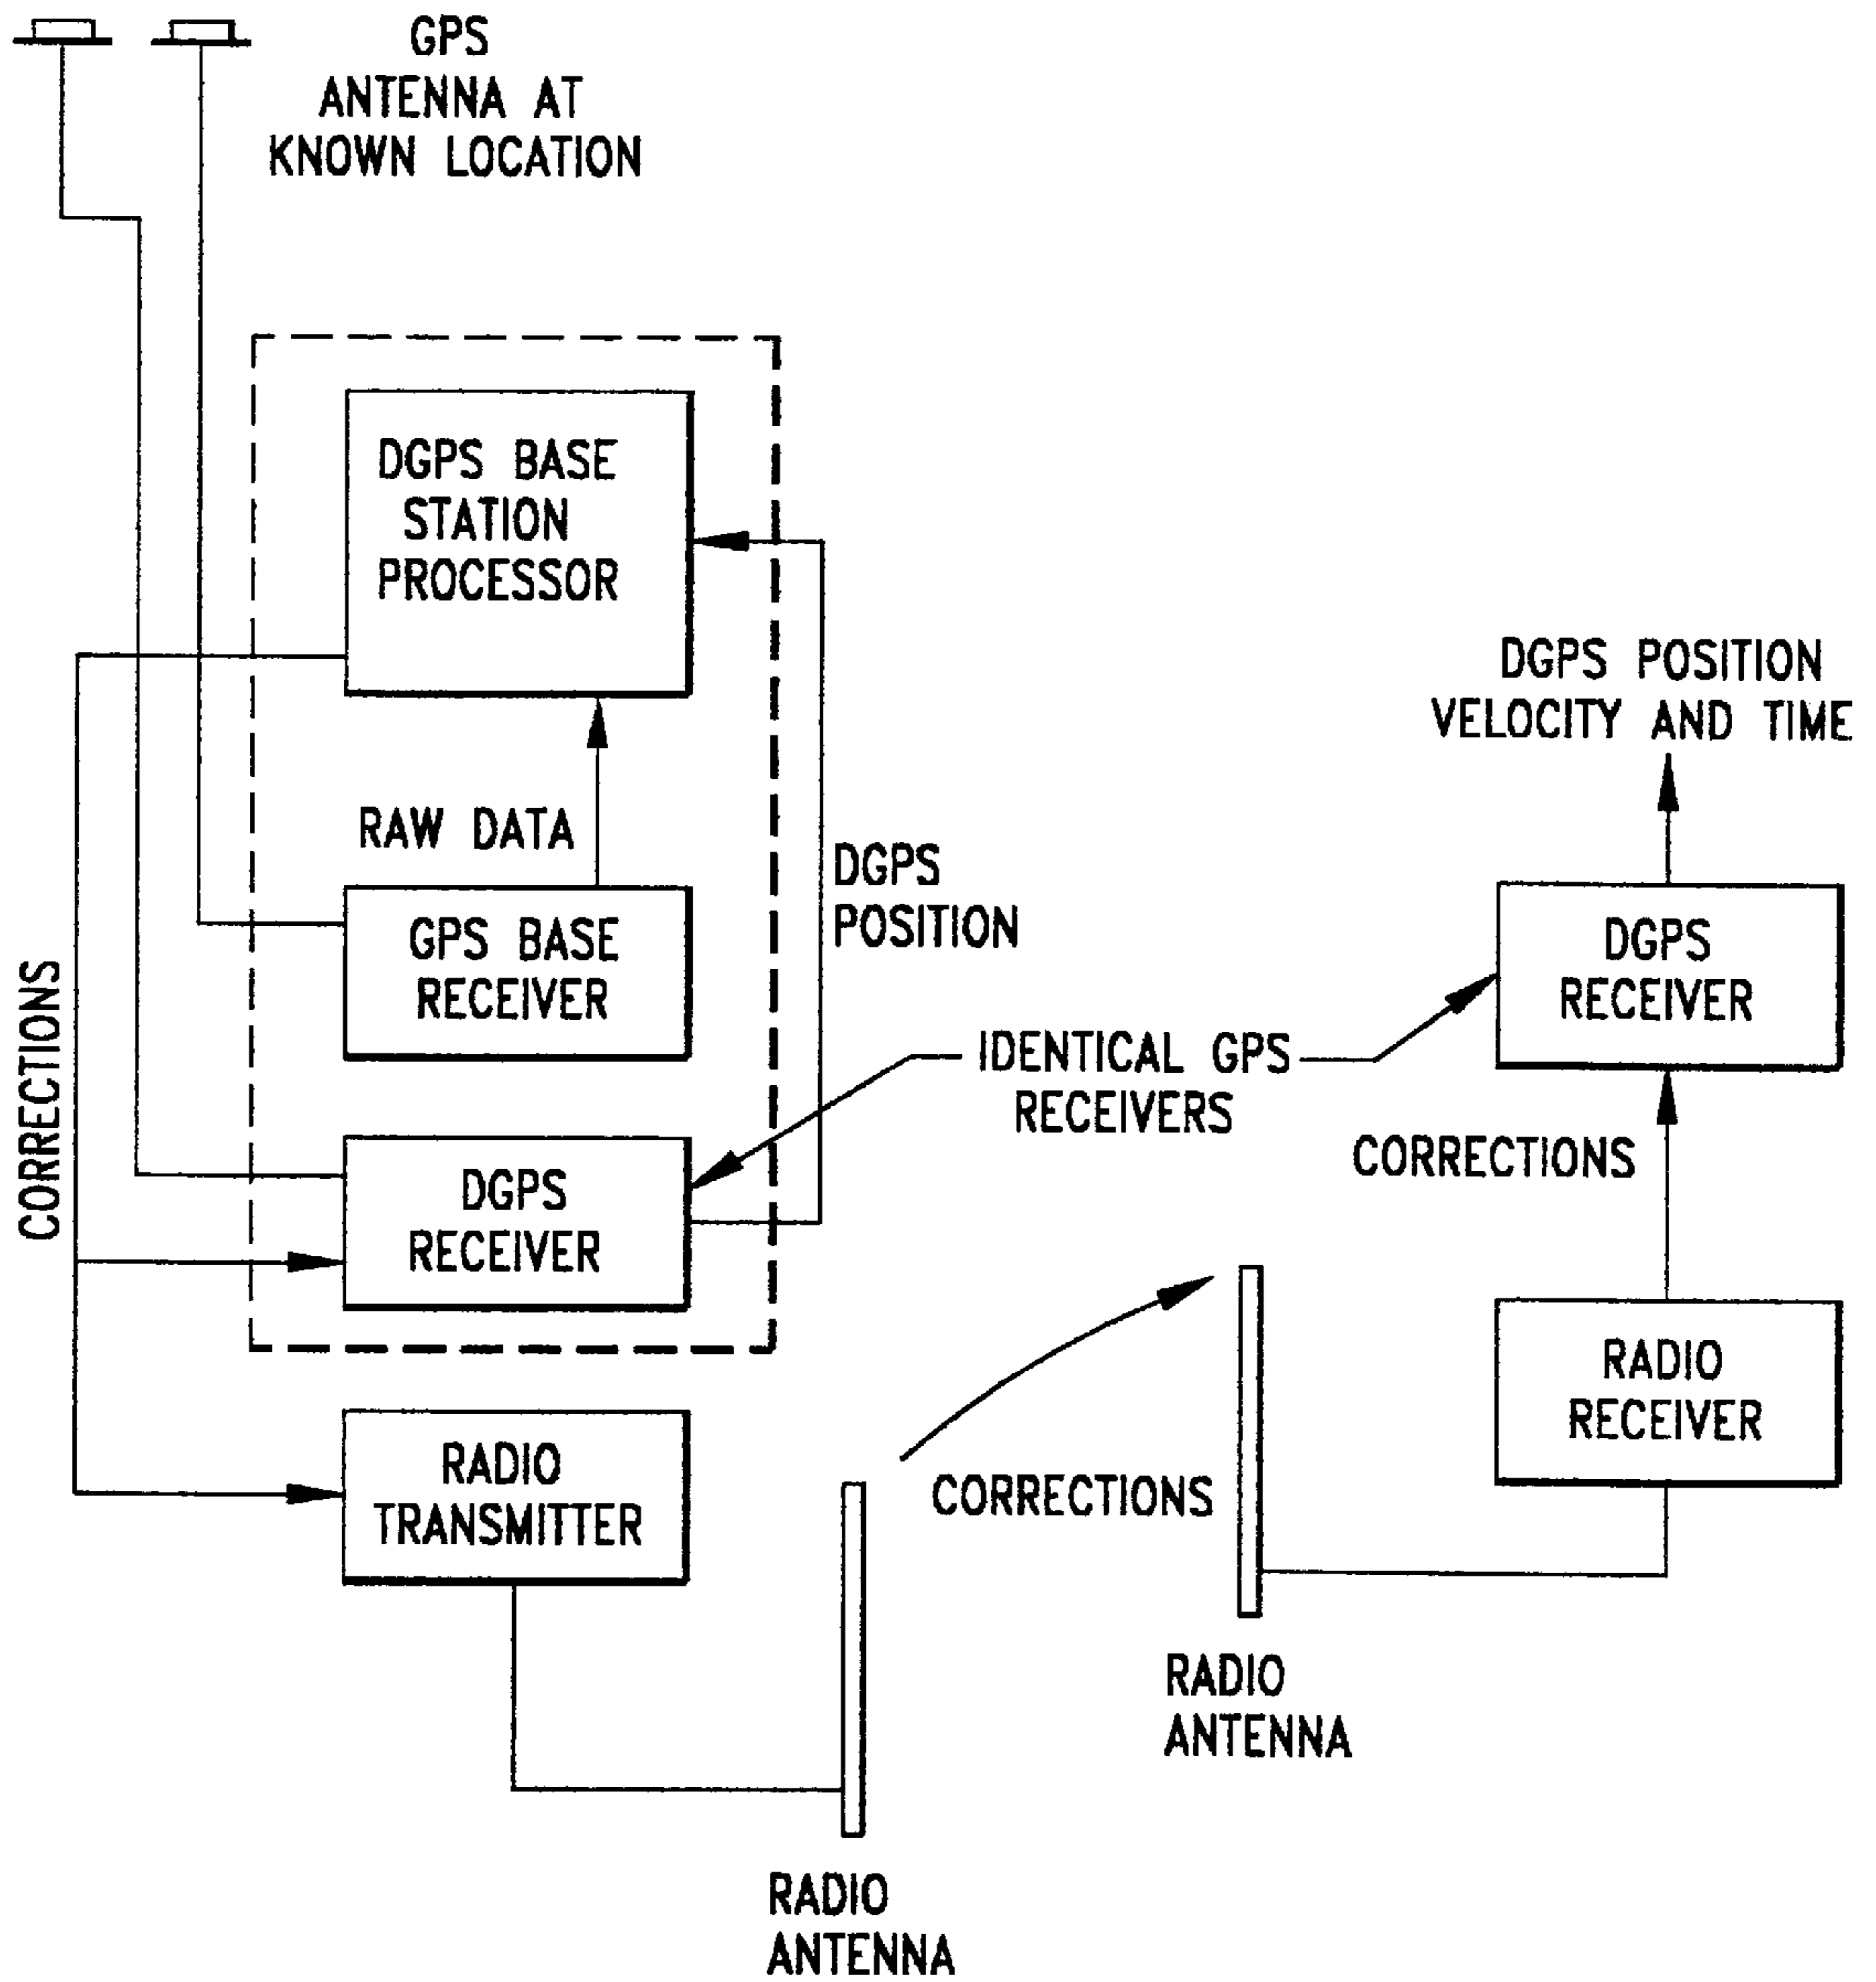 GPS
ANTENNA AT
KNOWN LOCATION
DGPS BASE
STATION
PROCESSOR
DGPS POSITION
VELOCITY AND TIME
RAW DATA
DGPS
POSITION
GPS BASE
RECEIVER
DGPS
RECEIVER
CORRECTIONS
IDENTICAL GPS
RECEIVERS
CORRECTIONS
DGPS
RECEIVER
RADIO
RECEIVER
RADIO
TRANSMITTER
CORRECTIONS
RADIO
ANTENNA
RADIO
ANTENNA